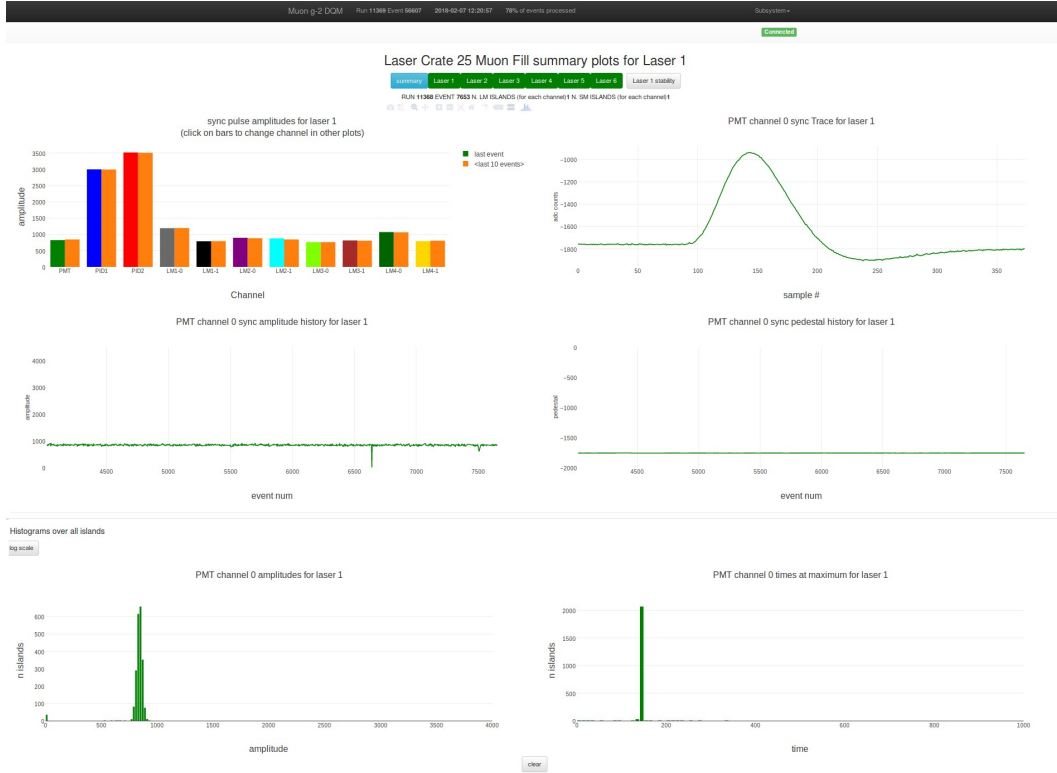 Muon g-2 DQM Run 11369 Event 56607 2018-02-07 12:20:57 78% of events processed Subsystem
Connected
Laser Crate 25 Muon Fill summary plots for Laser 1
summary Laser 1 Laser 2 Laser 3 Laser 4 Laser 5 Laser 6 Laser 1 stability
RUN 11368 EVENT 7653 N. LM ISLANDS (for each channel)1 N. SM ISLANDS (for each channel)1
sync pulse amplitudes for laser 1
(click on bars to change channel in other plots)
3500
3000
2500
2000
1500
1000
500
0
amplitude
PMT PID1 PID2 LM1-0 LM1-1 LM2-0 LM2-1 LM3-0 LM3-1 LM4-0 LM4-1
Channel
last event
<last 10 events>
PMT channel 0 sync Trace for laser 1
−1000
−1200
−1400
−1600
−1800
adc counts
0 50 100 150 200 250 300 350
sample #
PMT channel 0 sync amplitude history for laser 1
4000
3000
2000
1000
0
amplitude
4500 5000 5500 6000 6500 7000 7500
event num
PMT channel 0 sync pedestal history for laser 1
0
−500
−1000
−1500
−2000
pedestal
4500 5000 5500 6000 6500 7000 7500
event num
Histograms over all islands
log scale
PMT channel 0 amplitudes for laser 1
600
500
400
300
200
100
0
n islands
0 500 1000 1500 2000 2500 3000 3500 4000
amplitude
PMT channel 0 times at maximum for laser 1
2000
1500
1000
500
0
n islands
0 200 400 600 800 1000
time
clear